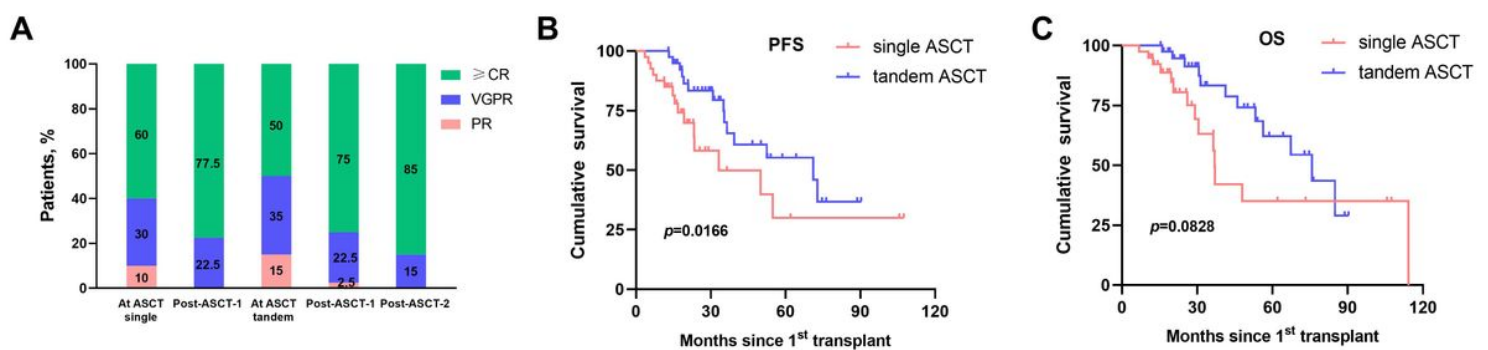 A
Patients, %
100
80
60
40
20
0
60
30
10
77.5
22.5
50
35
15
75
22.5
2.5
85
15
At ASCT
single
Post-ASCT-1
At ASCT
tandem
Post-ASCT-1
Post-ASCT-2
⩾CR
VGPR
PR
B
PFS
single ASCT
tandem ASCT
Cumulative survival
100
75
50
25
0
p=0.0166
0
30
60
90
120
Months since 1st transplant
C
OS
single ASCT
tandem ASCT
Cumulative survival
100
75
50
25
0
p=0.0828
0
30
60
90
120
Months since 1st transplant